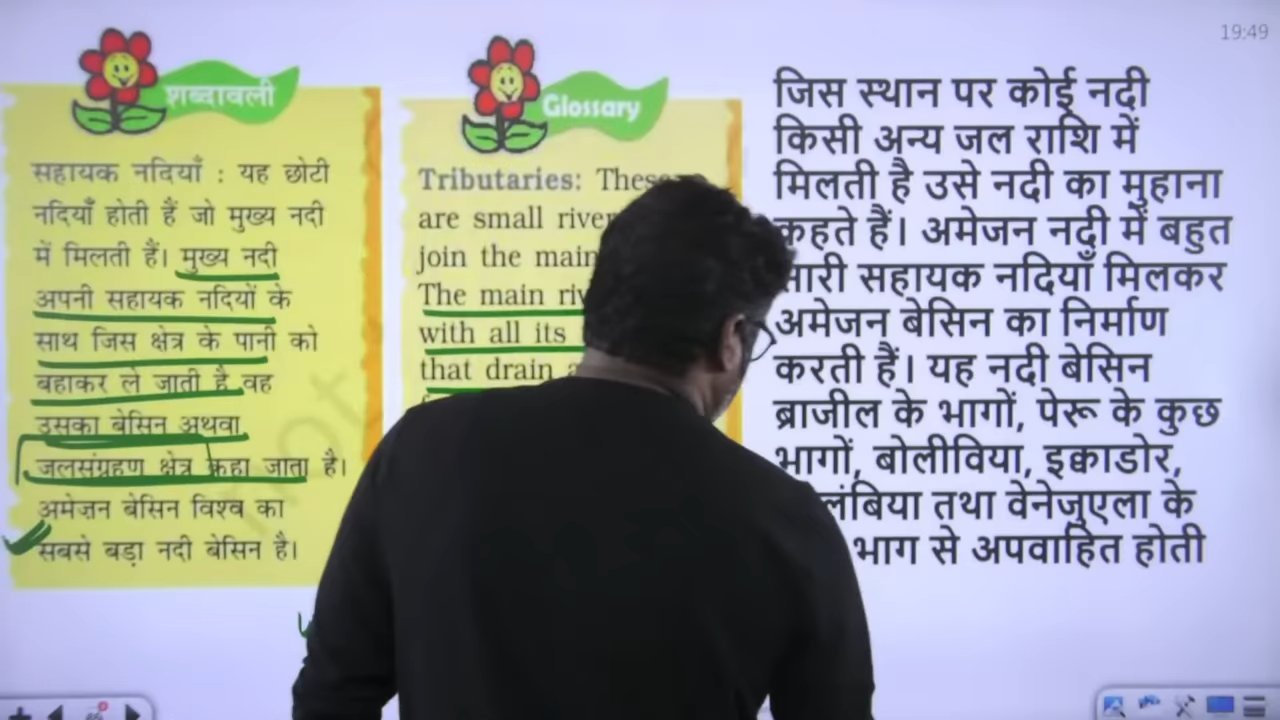 19:49
शब्दावली
सहायक नदियाँ : यह छोटी
नदियाँ होती हैं जो मुख्य नदी
में मिलती हैं। मुख्य नदी
अपनी सहायक नदियों के
साथ जिस क्षेत्र के पानी को
बहाकर ले जाती है वह
उसका बेसिन अथवा
जलसंग्रहण क्षेत्र कहा जाता है।
अमेज़न बेसिन विश्व का
सबसे बड़ा नदी बेसिन है।
not
Glossary
Tributaries: These
are small
join the main
The main
with all its
that drain
जिस स्थान पर कोई नदी
किसी अन्य जल राशि में
मिलती है उसे नदी का मुहाना
कहते हैं। अमेजन नदी में बहुत
सारी सहायक नदियाँ मिलकर
अमेजन बेसिन का निर्माण
करती हैं। यह नदी बेसिन
ब्राजील के भागों, पेरू के कुछ
भागों, बोलीविया, इक्वाडोर,
तथा वेनेजुएला के
भाग से अपवाहित होती